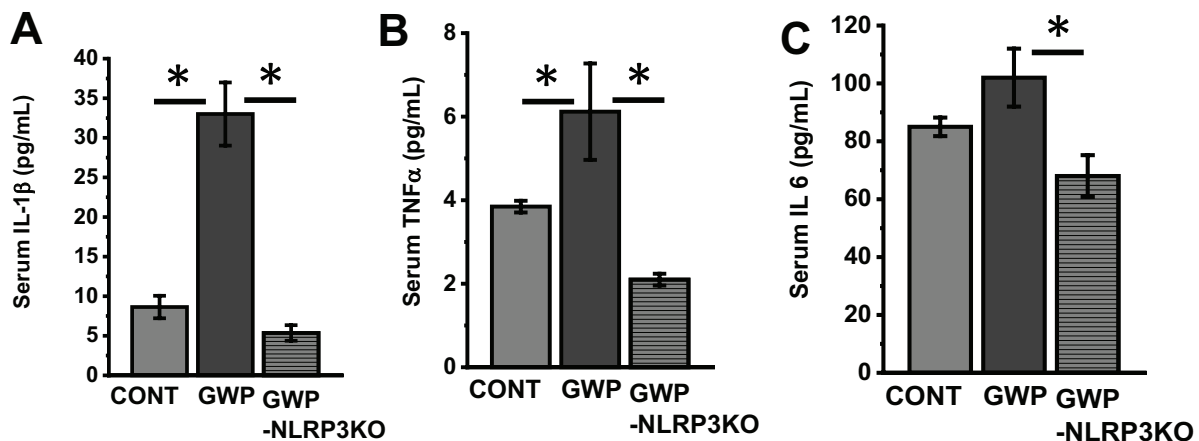 A
Serum IL-1β (pg/mL)
40
35
30
25
20
15
10
5
0
*
*
CONT
GWP
GWP
-NLRP3KO
B
Serum TNFα (pg/mL)
8
6
4
2
0
*
*
CONT
GWP
GWP
-NLRP3KO
C
Serum IL 6 (pg/mL)
120
100
80
60
40
20
0
*
CONT
GWP
GWP
-NLRP3KO